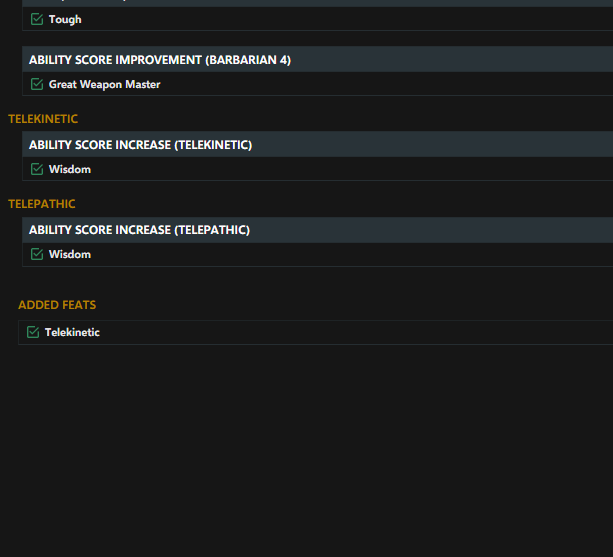 Tough
ABILITY SCORE IMPROVEMENT (BARBARIAN 4)
Great Weapon Master
TELEKINETIC
ABILITY SCORE INCREASE (TELEKINETIC)
Wisdom
TELEPATHIC
ABILITY SCORE INCREASE (TELEPATHIC)
Wisdom
ADDED FEATS
Telekinetic